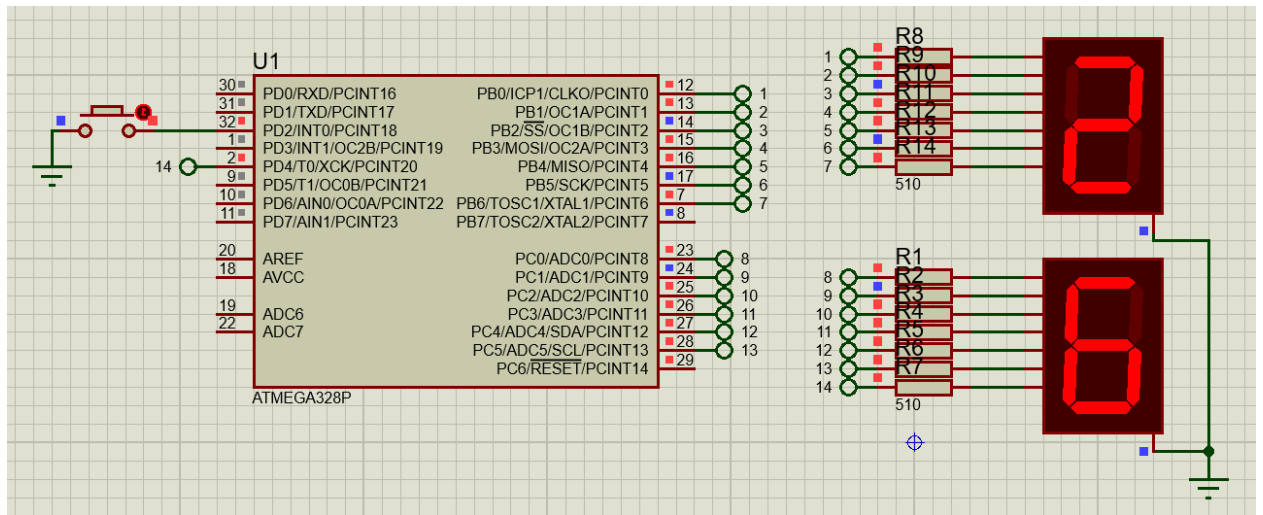 U1
30 PD0/RXD/PCINT16 PB0/ICP1/CLKO/PCINT0 12 1
31 PD1/TXD/PCINT17 PB1/OC1A/PCINT1 13 2
32 PD2/INT0/PCINT18 PB2/SS/OC1B/PCINT2 14 3
1 PD3/INT1/OC2B/PCINT19 PB3/MOSI/OC2A/PCINT3 15 4
14 2 PD4/T0/XCK/PCINT20 PB4/MISO/PCINT4 16 5
9 PD5/T1/OC0B/PCINT21 PB5/SCK/PCINT5 17 6
10 PD6/AIN0/OC0A/PCINT22 PB6/TOSC1/XTAL1/PCINT6 7 7
11 PD7/AIN1/PCINT23 PB7/TOSC2/XTAL2/PCINT7 8
20 AREF PC0/ADC0/PCINT8 23 8
18 AVCC PC1/ADC1/PCINT9 24 9
PC2/ADC2/PCINT10 25 10
19 ADC6 PC3/ADC3/PCINT11 26 11
22 ADC7 PC4/ADC4/SDA/PCINT12 27 12
PC5/ADC5/SCL/PCINT13 28 13
PC6/RESET/PCINT14 29
ATMEGA328P
R8
1 R9
2 R10
3 R11
4 R12
5 R13
6 R14
7
510
2
R1
8 R2
9 R3
10 R4
11 R5
12 R6
13 R7
14
510
6